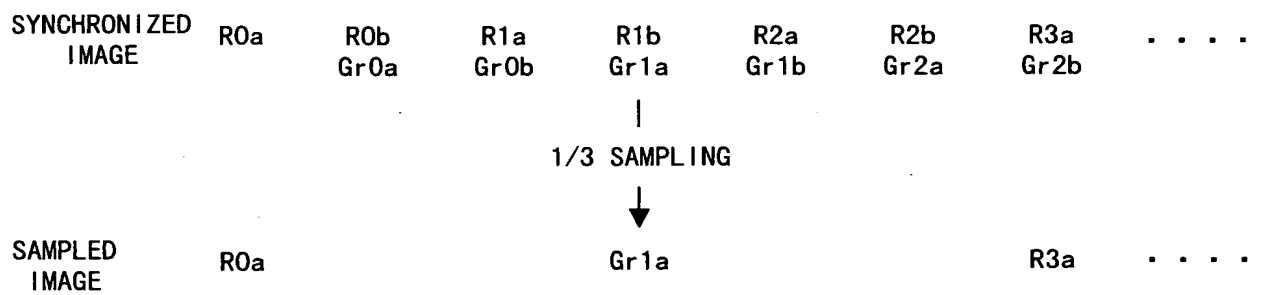 SYNCHRONIZED IMAGE
R0a R0b R1a R1b R2a R2b R3a . . . .
Gr0a Gr0b Gr1a Gr1b Gr2a Gr2b
1/3 SAMPLING
SAMPLED IMAGE
R0a Gr1a R3a . . . .